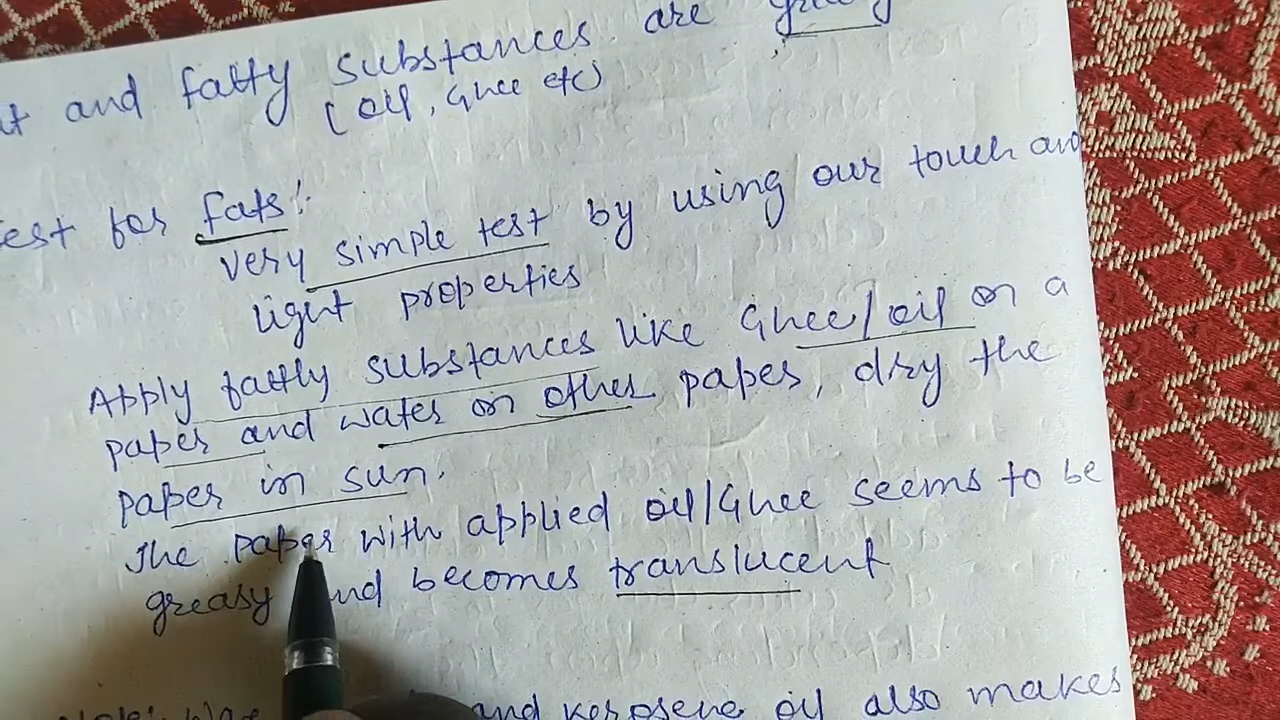 and fatty substances are
(oil, Ghee etc)
Test for Fats:
very simple test by using our touch and
light properties
Apply fattly substances like Ghee/oil on a
paper and water on other paper, dry the
paper in sun.
The paper with applied oil/Ghee seems to be
greasy and becomes translucent
and kerosene oil also makes